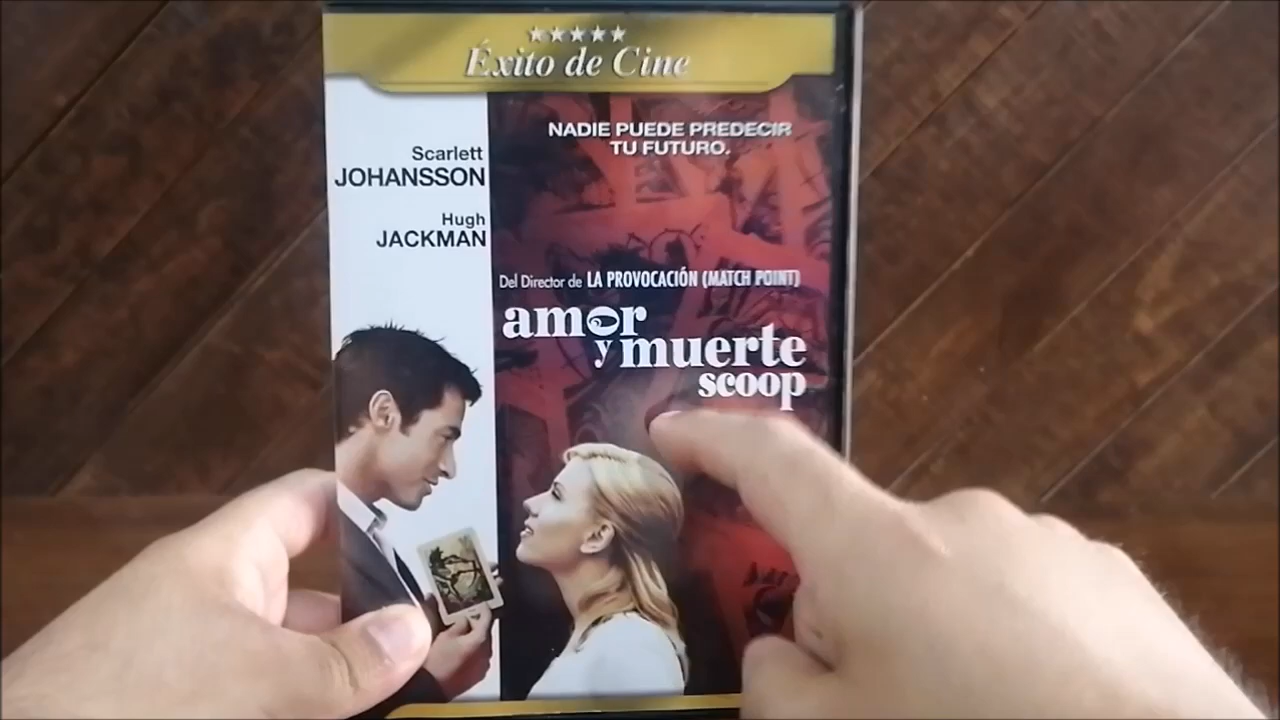 Éxito de Cine
Scarlett
JOHANSSON
Hugh
JACKMAN
NADIE PUEDE PREDECIR
TU FUTURO.
Del Director de LA PROVOCACIÓN (MATCH POINT)
amor
y muerte
scoop